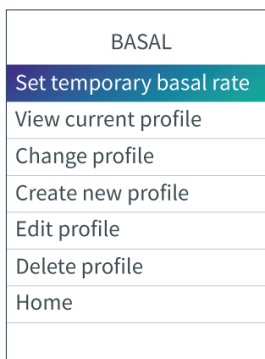 BASAL
Set temporary basal rate
View current profile
Change profile
Create new profile
Edit profile
Delete profile
Home